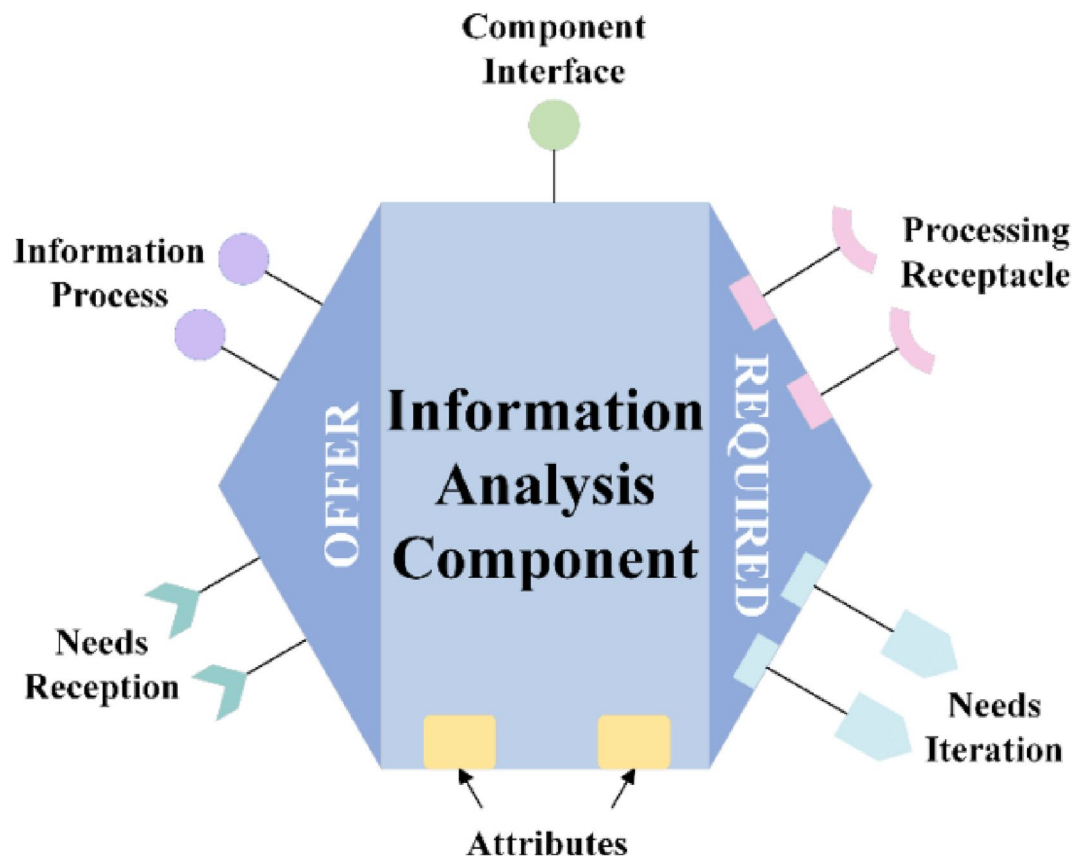 Component
Interface
Information
Process
Processing
Receptacle
OFFER
Information
Analysis
Component
REQUIRED
Needs
Reception
Needs
Iteration
Attributes